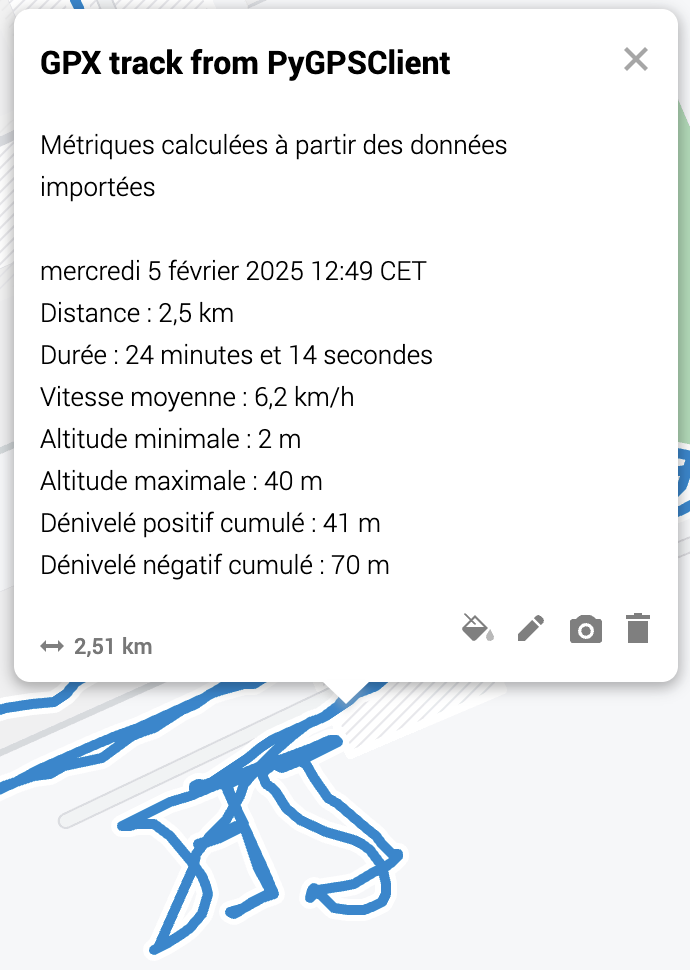 GPX track from PyGPSClient
Métriques calculées à partir des données
importées
mercredi 5 février 2025 12:49 CET
Distance : 2,5 km
Durée : 24 minutes et 14 secondes
Vitesse moyenne : 6,2 km/h
Altitude minimale : 2 m
Altitude maximale : 40 m
Dénivelé positif cumulé : 41 m
Dénivelé négatif cumulé : 70 m
2,51 km